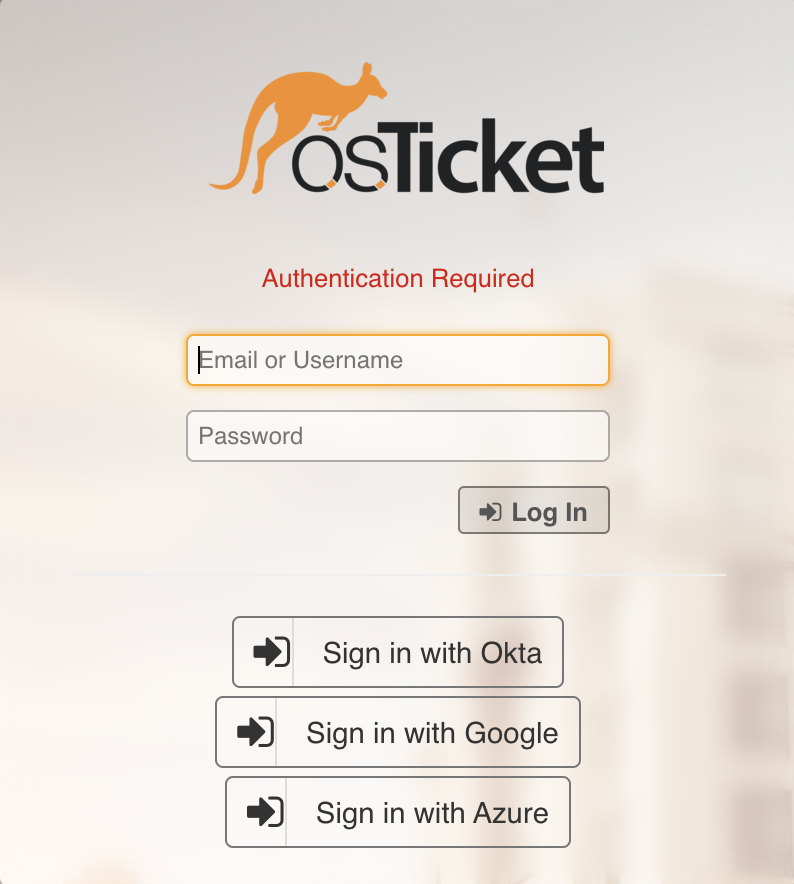 osTicket
Authentication Required
Email or Username
Password
Log In
Sign in with Okta
Sign in with Google
Sign in with Azure